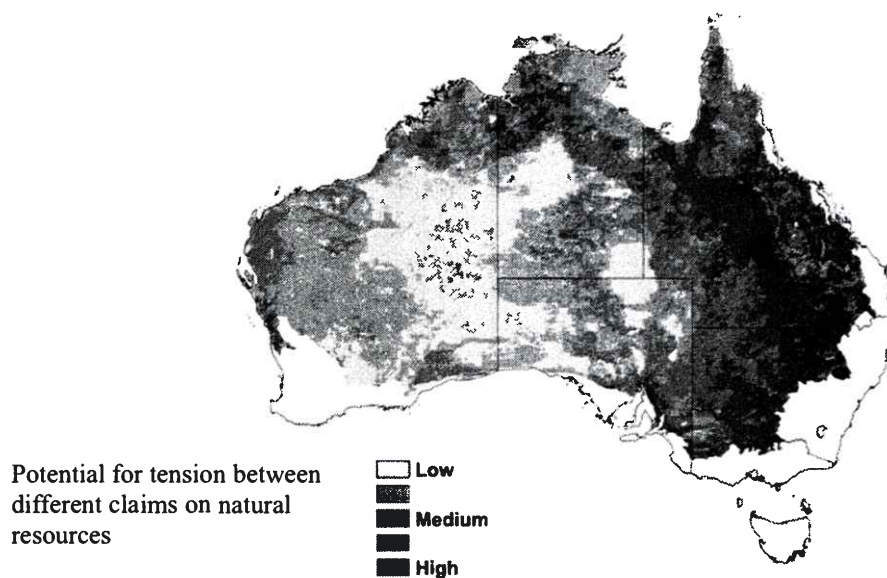 Potential for tension between
different claims on natural
resources
Low
Medium
High